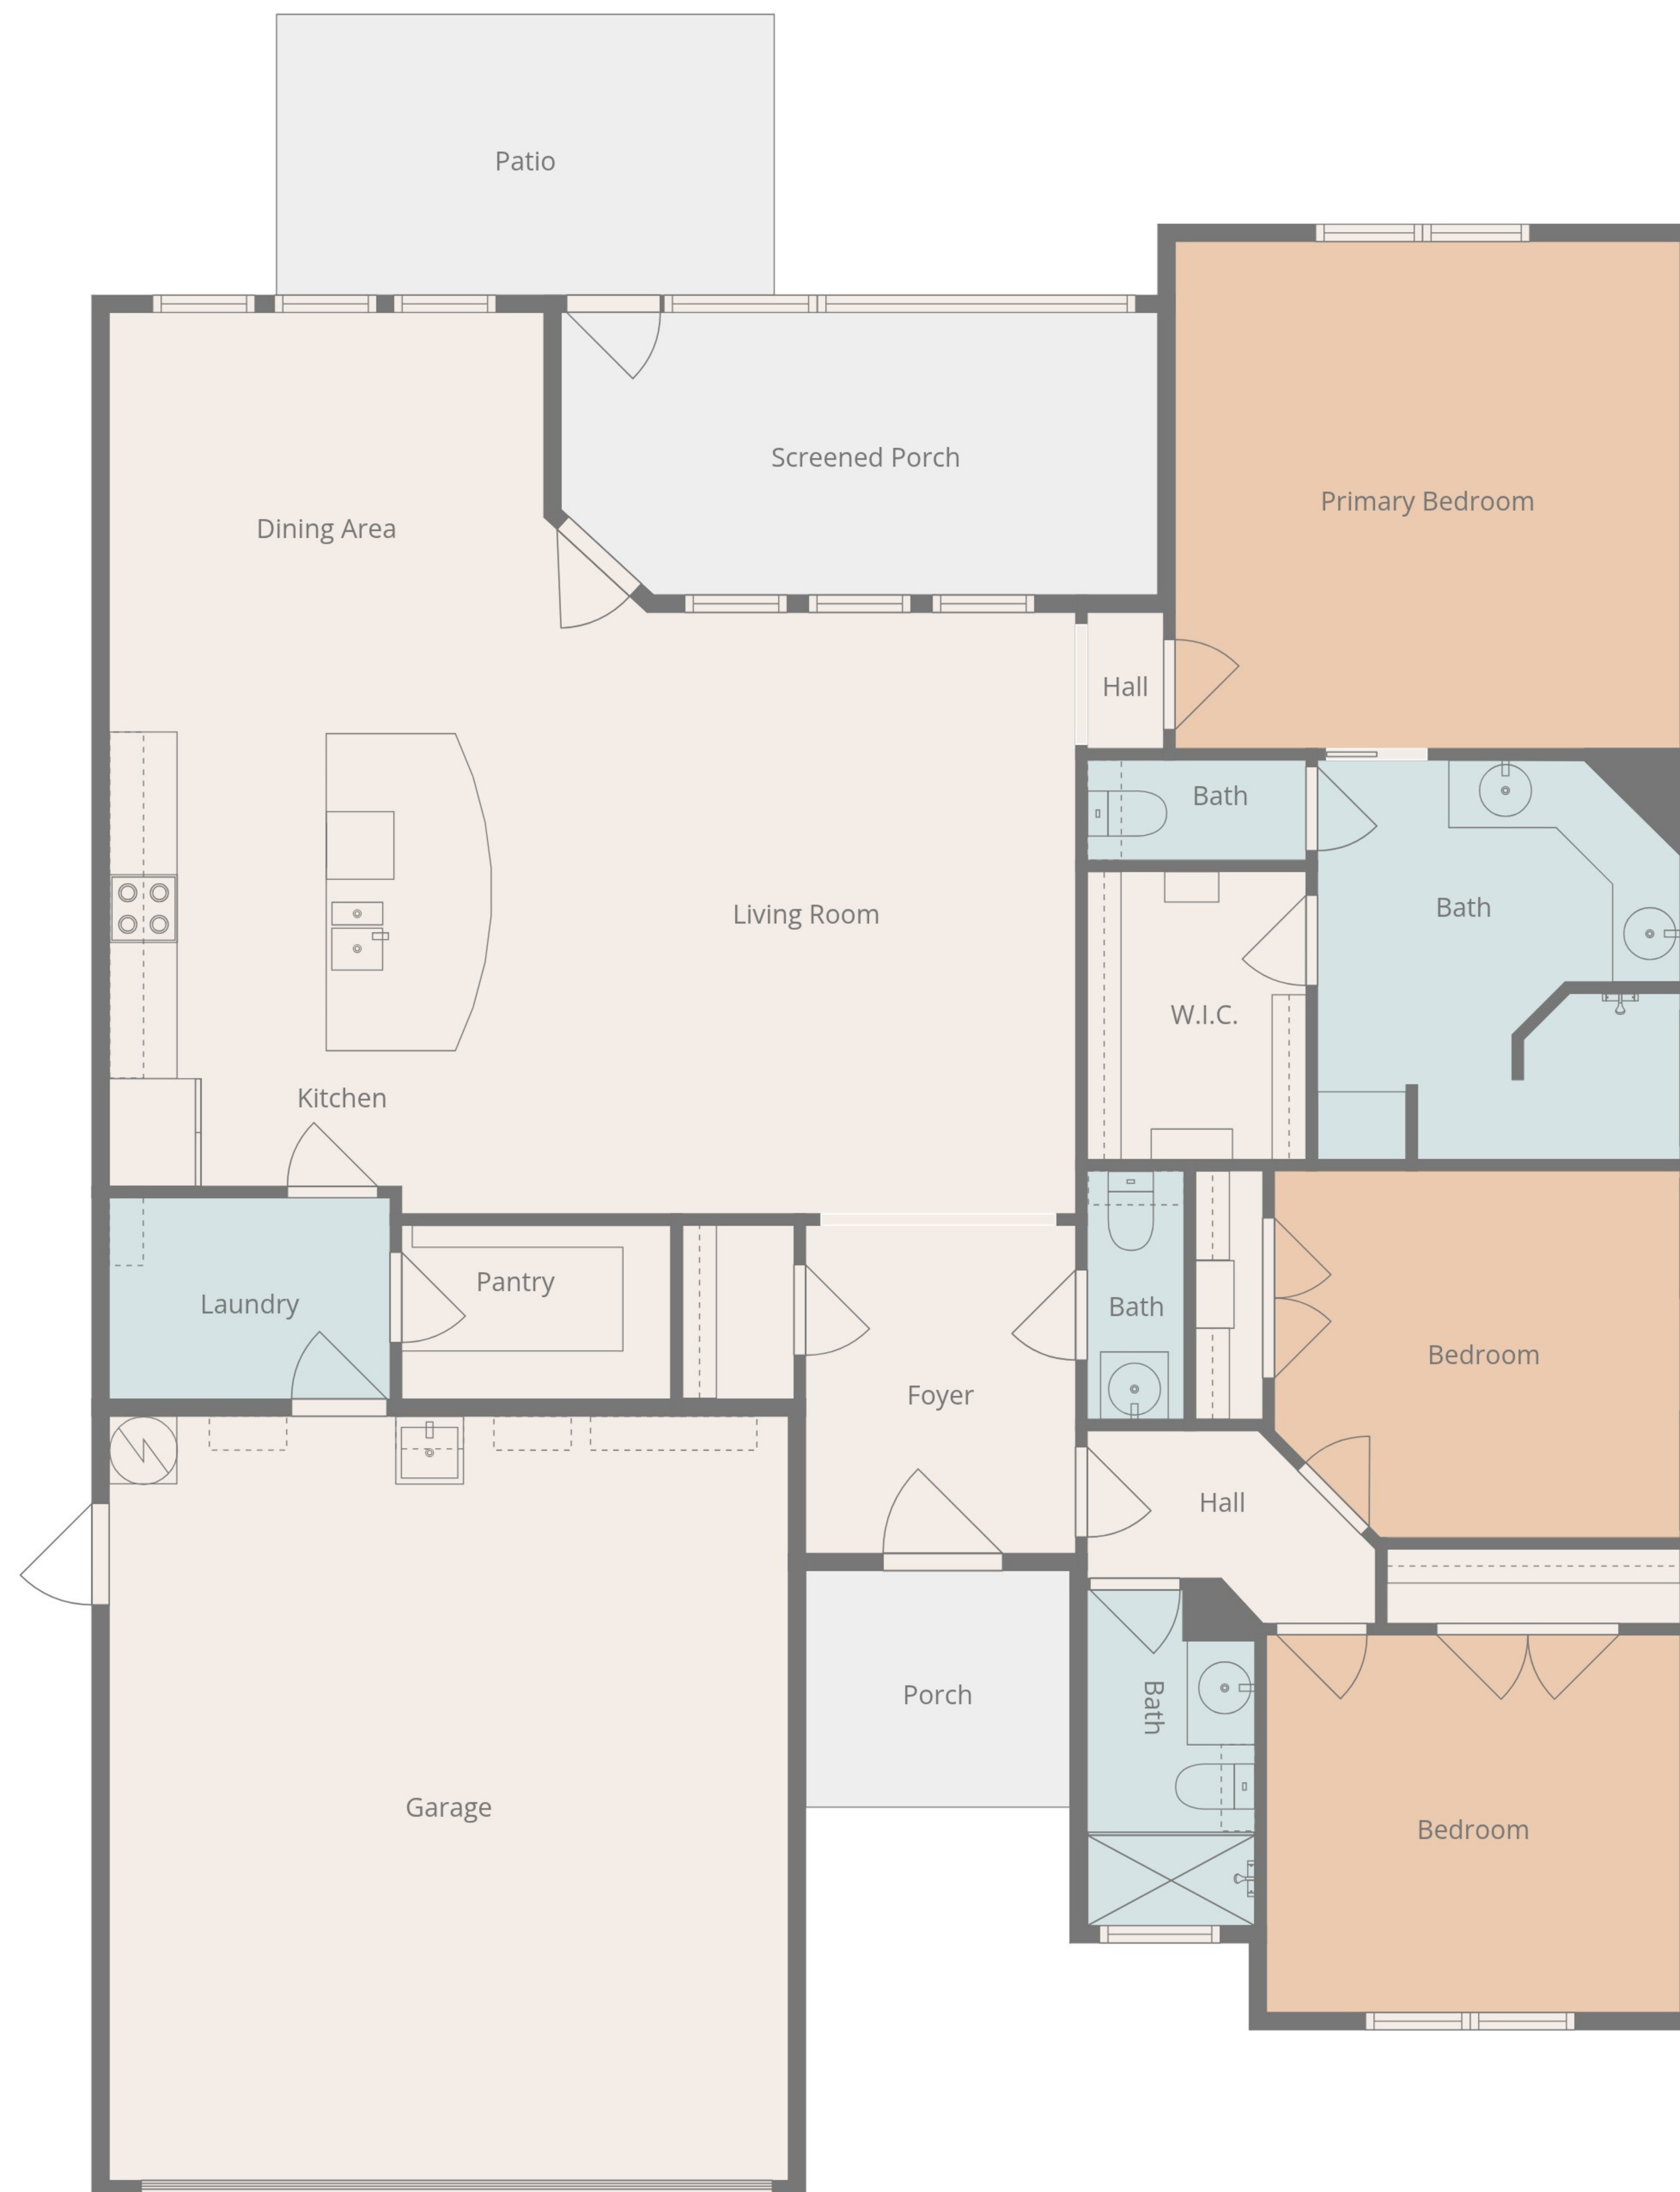 Patio
Screened Porch
Primary Bedroom
Dining Area
Hall
Bath
Bath
Living Room
W.I.C.
Kitchen
Pantry
Laundry
Bath
Bedroom
Foyer
Hall
Porch
Bath
Garage
Bedroom